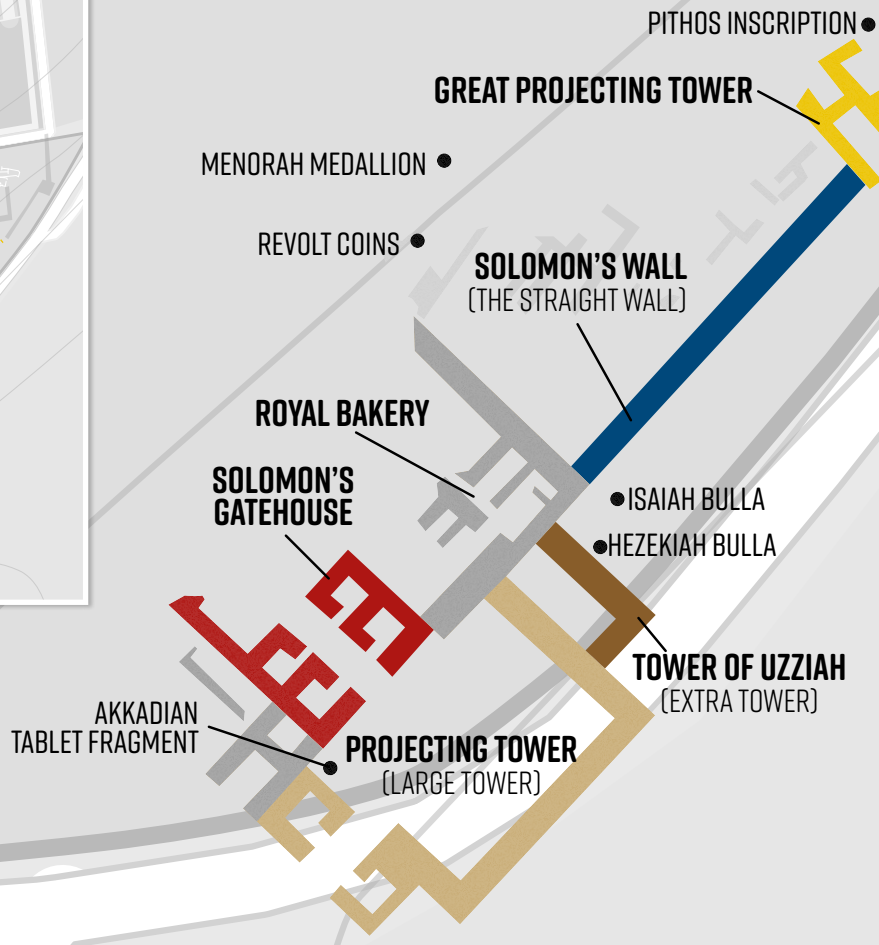 PITHOS INSCRIPTION
GREAT PROJECTING TOWER
MENORAH MEDALLION
REVOLT COINS
SOLOMON'S WALL
(THE STRAIGHT WALL)
ROYAL BAKERY
SOLOMON'S
GATEHOUSE
ISAIAH BULLA
HEZEKIAH BULLA
TOWER OF UZZIAH
(EXTRA TOWER)
AKKADIAN
TABLET FRAGMENT
PROJECTING TOWER
(LARGE TOWER)